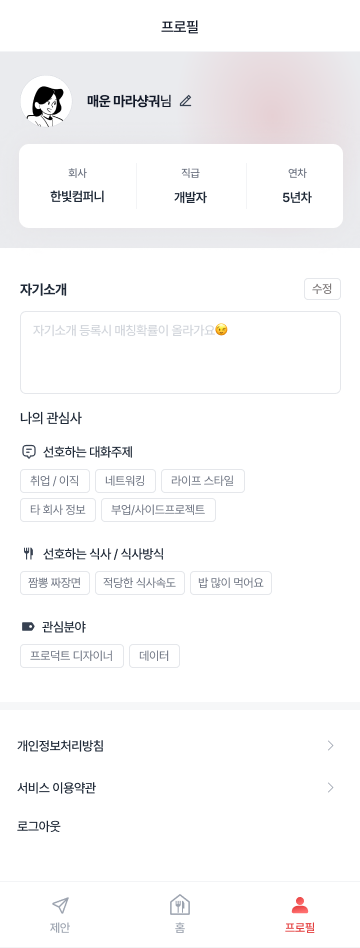 프로필
매운 마라샹궈님
회사 직급 연차
한빛컴퍼니 개발자 5년차
자기소개 수정
자기소개 등록시 매칭확률이 올라가요😉
나의 관심사
선호하는 대화주제
취업 / 이직 네트워킹 라이프 스타일
타 회사 정보 부업/사이드프로젝트
선호하는 식사 / 식사방식
짬뽕 짜장면 적당한 식사속도 밥 많이 먹어요
관심분야
프로덕트 디자이너 데이터
개인정보처리방침
서비스 이용약관
로그아웃
제안 홈 프로필